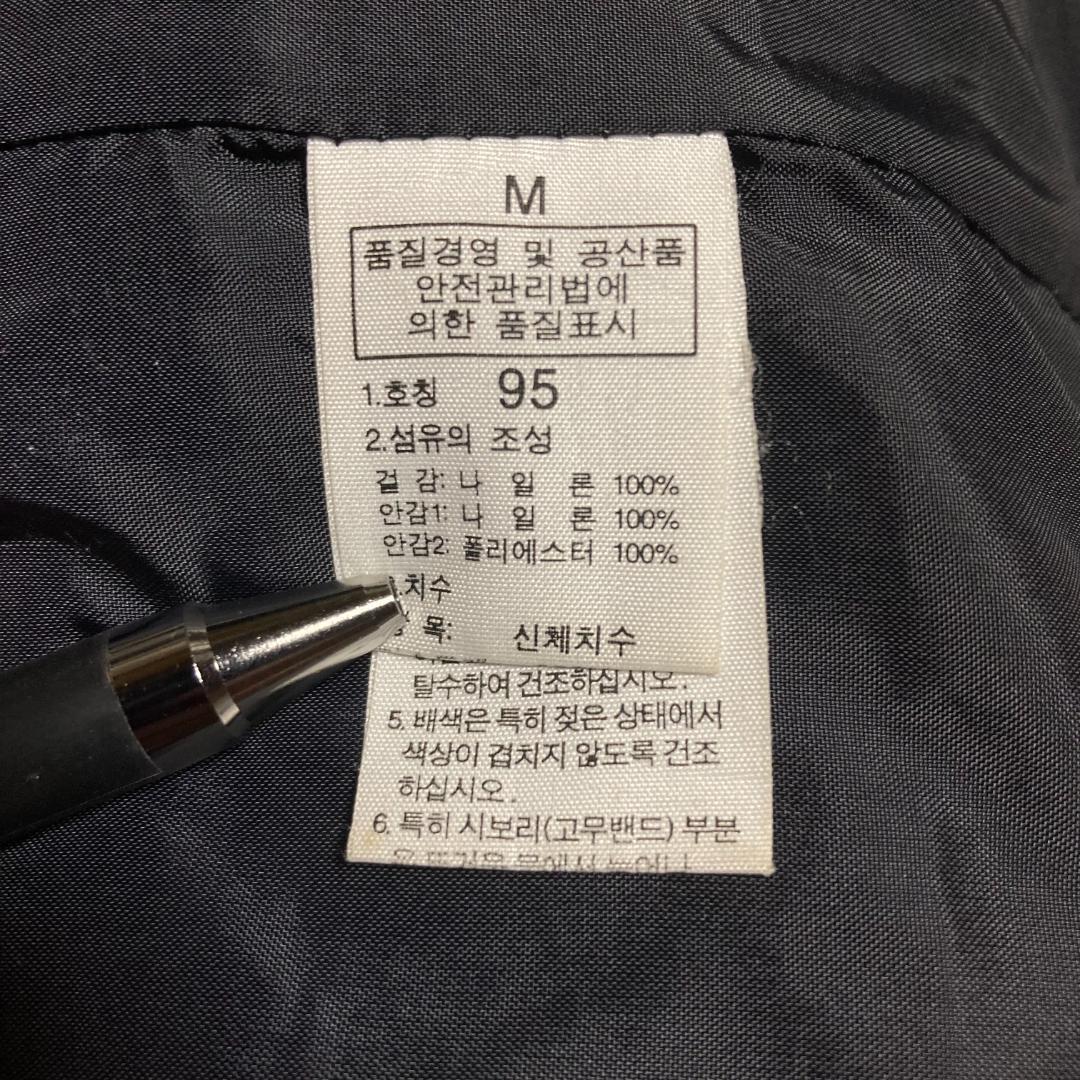 M
품질경영 및 공산품
안전관리법에
의한 품질표시
1.호칭 95
2.섬유의 조성
겉 감: 나 일 론 100%
안감1: 나 일 론 100%
안감2: 폴리에스터 100%
치수
목: 신체치수
탈수하여 건조하십시오.
5. 배색은 특히 젖은 상태에서
색상이 겹치지 않도록 건조
하십시오.
6. 특히 시보리(고무밴드) 부분